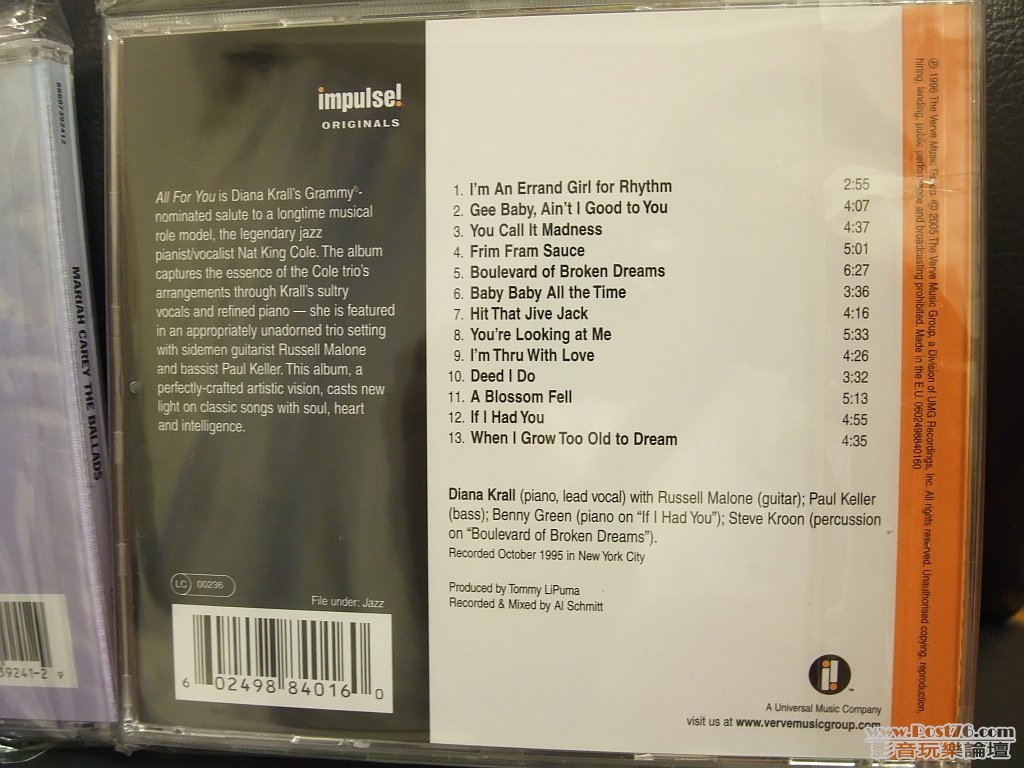 88697392412
MARIAH CAREY THE BALLADS
39241-2 9
impulse!
ORIGINALS
All For You is Diana Krall's Grammy®-
nominated salute to a longtime musical
role model, the legendary jazz
pianist/vocalist Nat King Cole. The album
captures the essence of the Cole trio's
arrangements through Krall's sultry
vocals and refined piano — she is featured
in an appropriately unadorned trio setting
with sidemen guitarist Russell Malone
and bassist Paul Keller. This album, a
perfectly-crafted artistic vision, casts new
light on classic songs with soul, heart
and intelligence.
LC 00236
File under: Jazz
6 02498 84016 0
1. I'm An Errand Girl for Rhythm 2:55
2. Gee Baby, Ain't I Good to You 4:07
3. You Call It Madness 4:37
4. Frim Fram Sauce 5:01
5. Boulevard of Broken Dreams 6:27
6. Baby Baby All the Time 3:36
7. Hit That Jive Jack 4:16
8. You're Looking at Me 5:33
9. I'm Thru With Love 4:26
10. Deed I Do 3:32
11. A Blossom Fell 5:13
12. If I Had You 4:55
13. When I Grow Too Old to Dream 4:35
Diana Krall (piano, lead vocal) with Russell Malone (guitar); Paul Keller
(bass); Benny Green (piano on "If I Had You"); Steve Kroon (percussion
on "Boulevard of Broken Dreams").
Recorded October 1995 in New York City
Produced by Tommy LiPuma
Recorded & Mixed by Al Schmitt
i!
™
A Universal Music Company
visit us at www.vervemusicgroup.com
℗ 1996 The Verve Music Group, © 2005 The Verve Music Group, a Division of UMG Recordings, Inc. All rights reserved. Unauthorised copying, reproduction,
hiring, lending, public performance and broadcasting prohibited. Made in the E.U. 0602498840160
www.Post76.com
影音玩樂論壇